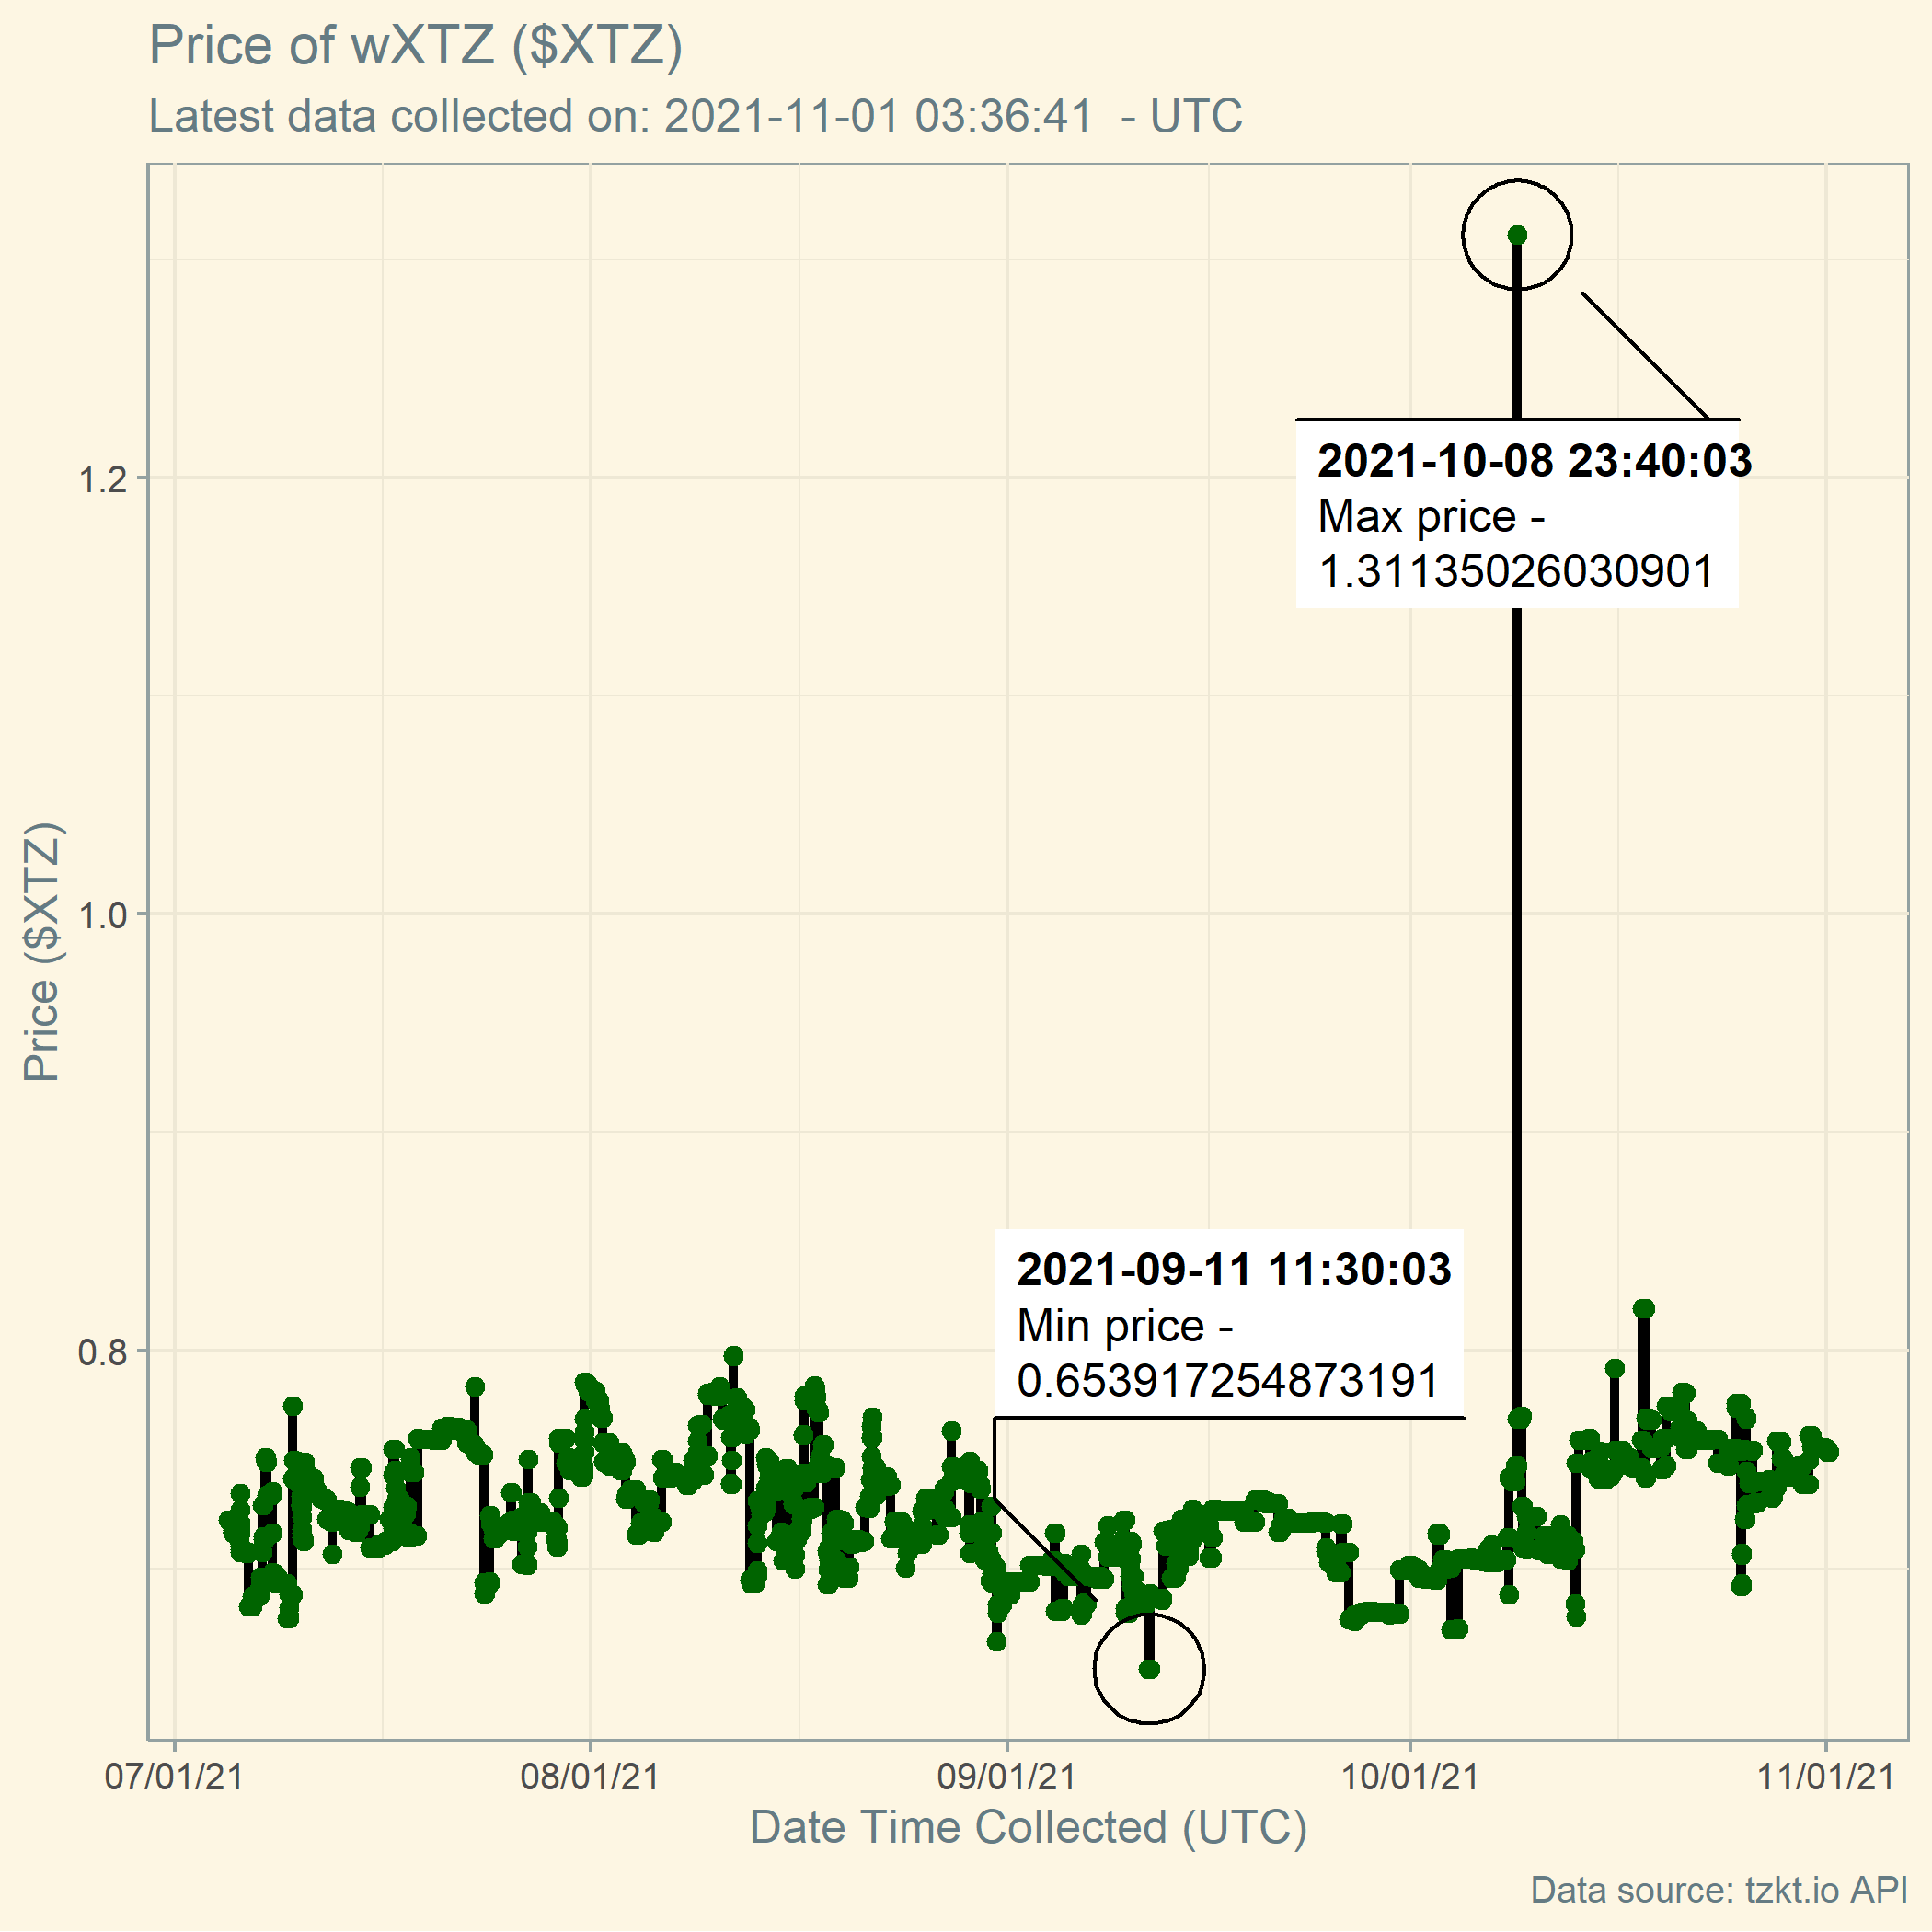 Price of wXTZ ($XTZ)
Latest data collected on: 2021-11-01 03:36:41  - UTC
Price ($XTZ)
1.2
1.0
0.8
2021-10-08 23:40:03
Max price -
1.31135026030901
2021-09-11 11:30:03
Min price -
0.653917254873191
07/01/21
08/01/21
09/01/21
10/01/21
11/01/21
Date Time Collected (UTC)
Data source: tzkt.io API